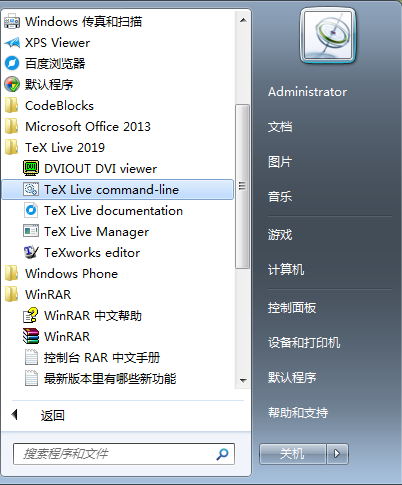 Windows 传真和扫描
XPS Viewer
百度浏览器
默认程序
CodeBlocks
Microsoft Office 2013
TeX Live 2019
DVIOUT DVI viewer
TeX Live command-line
TeX Live documentation
TeX Live Manager
TeXworks editor
Windows Phone
WinRAR
WinRAR 中文帮助
WinRAR
控制台 RAR 中文手册
最新版本里有哪些新功能
返回
搜索程序和文件
Administrator
文档
图片
音乐
游戏
计算机
控制面板
设备和打印机
默认程序
帮助和支持
关机